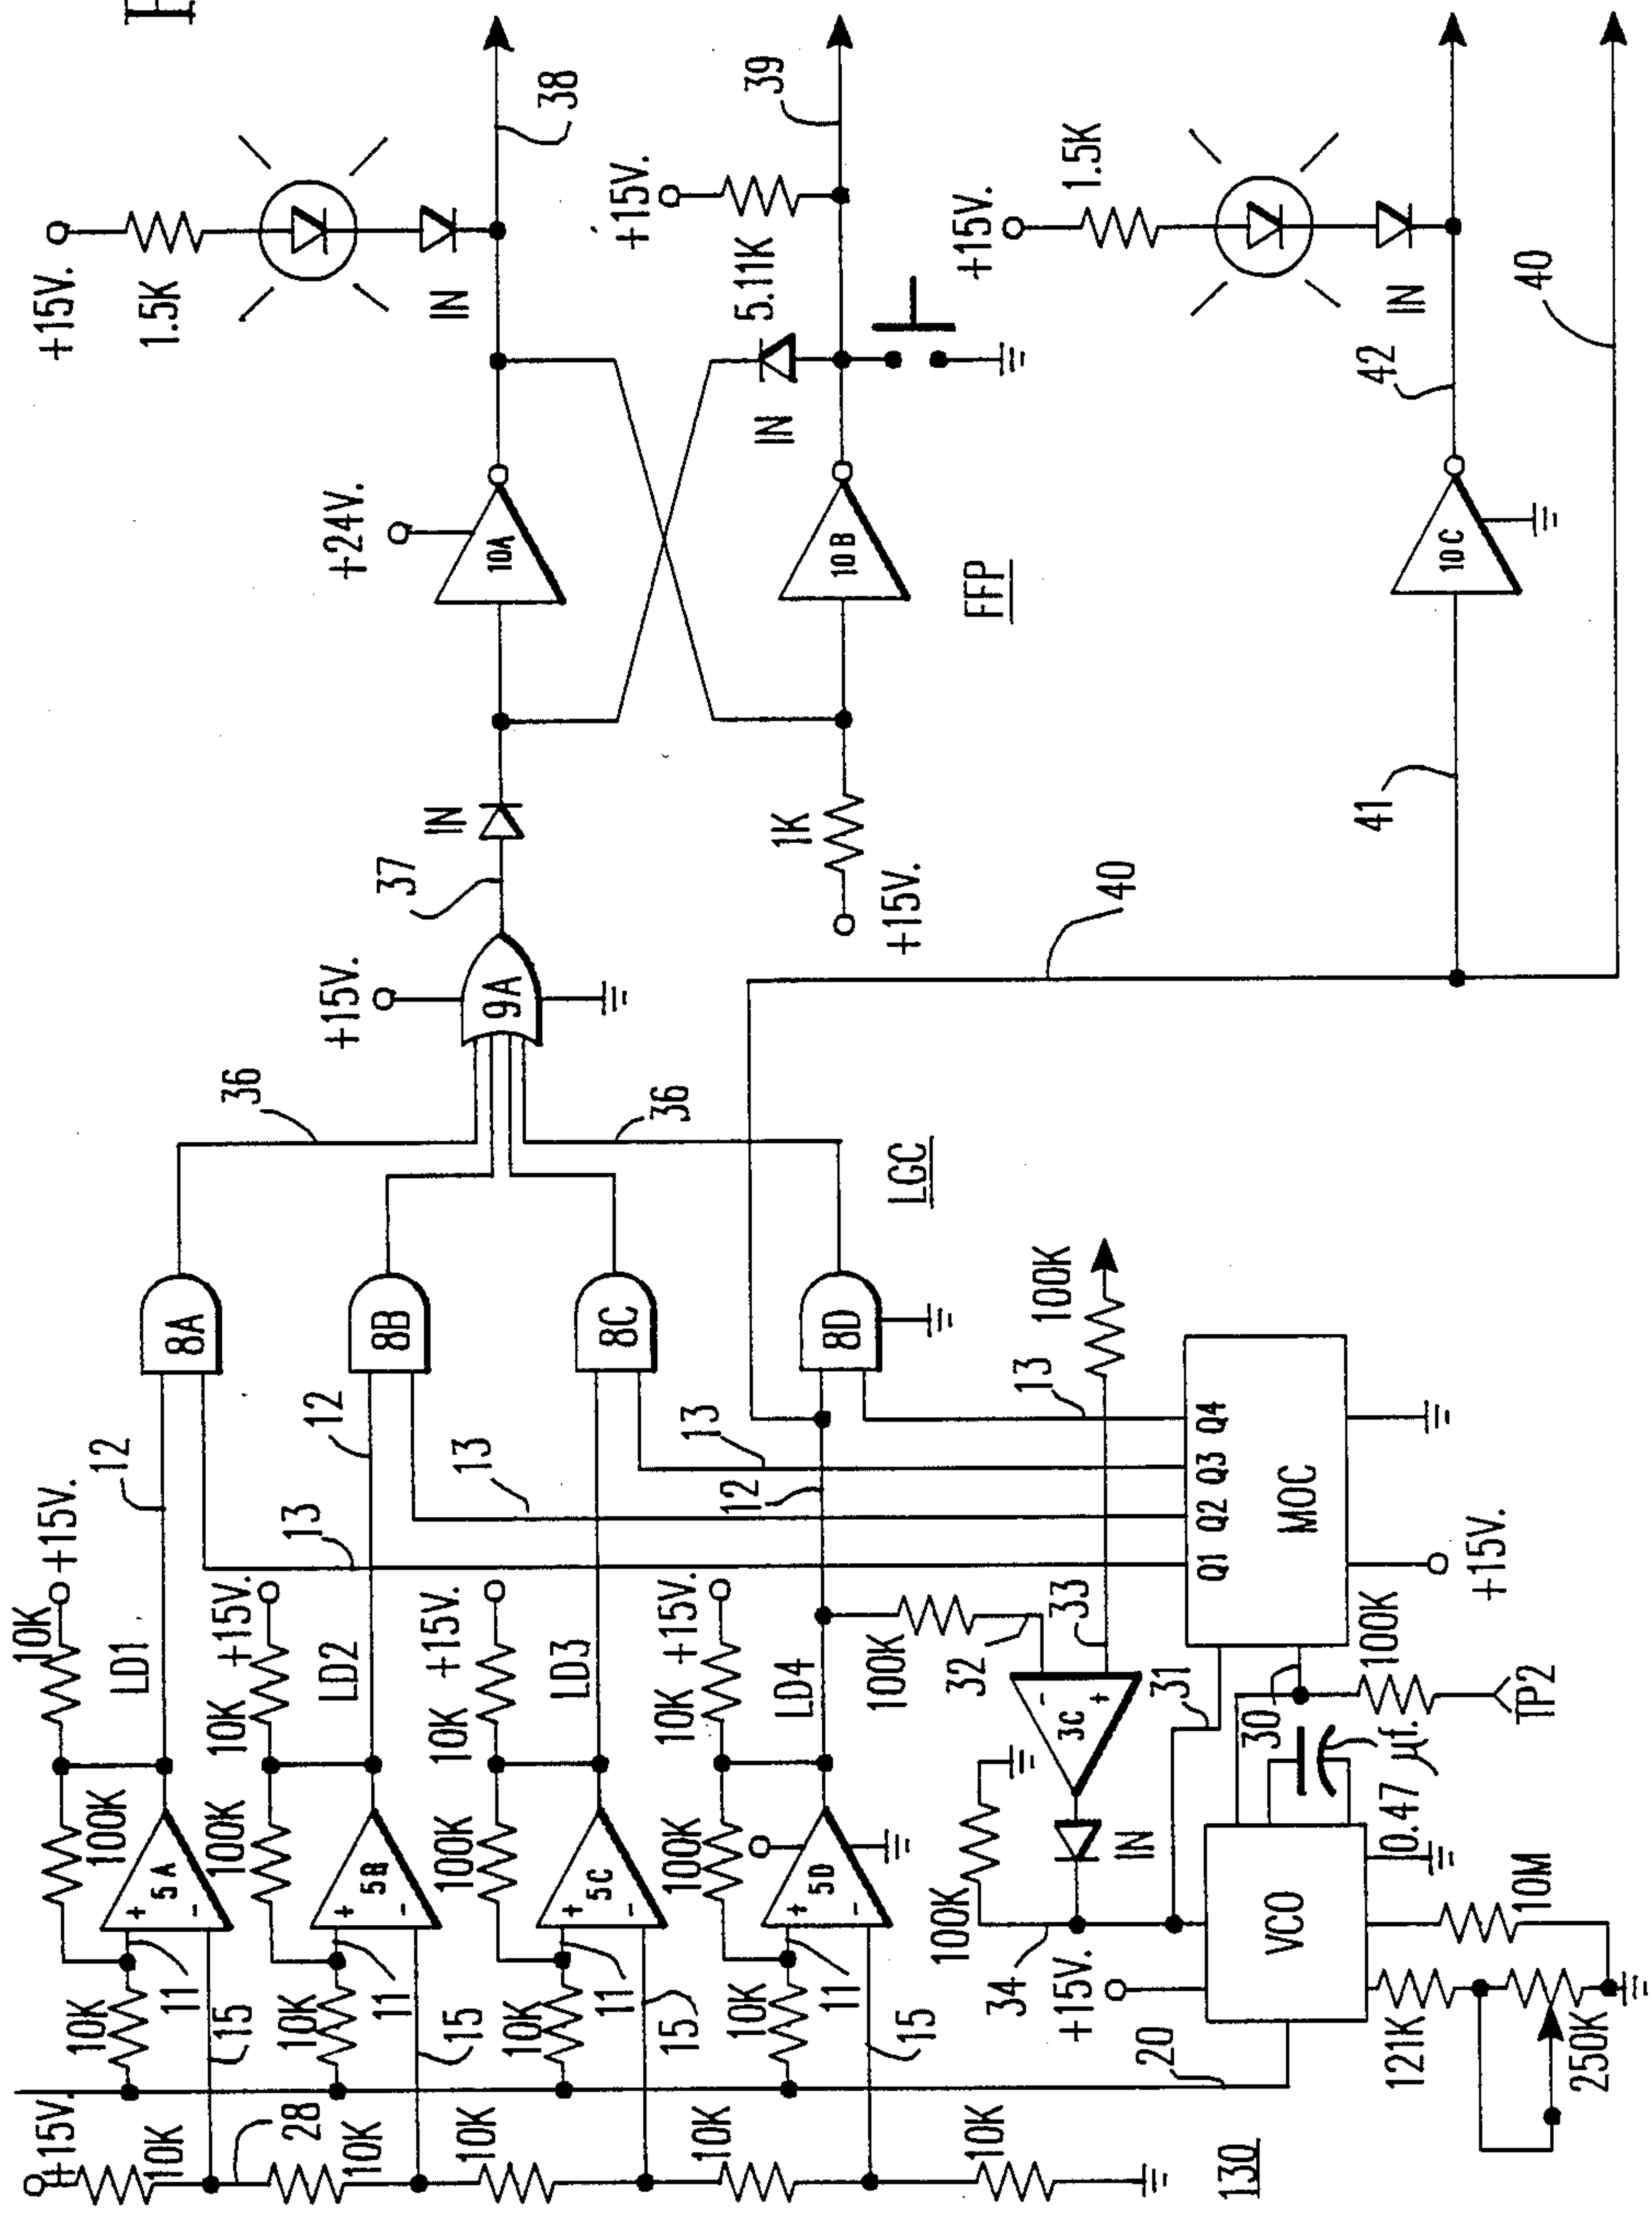 +15V.
1.5K
IN
38
+24V.
10A
+15V.
39
5.11K
IN
10B
FFP
+15V.
1.5K
IN
42
10C
40
41
IN
37
1K
+15V.
40
+15V.
9A
36
36
LGC
8A
8B
8C
8D
12
12
13
13
13
12
13
100K
+15V.
10K
LD1
+15V.
10K
LD2
+15V.
10K
LD3
+15V.
10K
LD4
100K
5A
+
-
100K
5B
+
-
100K
5C
+
-
100K
5D
+
-
100K
32
33
3C
-
+
31
Q1 Q2 Q3 Q4
MOC
+15V.
100K
30
TP2
0.47 µf.
IN
100K
34
+15V.
VCO
10M
121K
250K
20
10K
11
15
10K
11
15
10K
11
15
10K
11
15
+15V.
10K
28
10K
10K
10K
10K
130